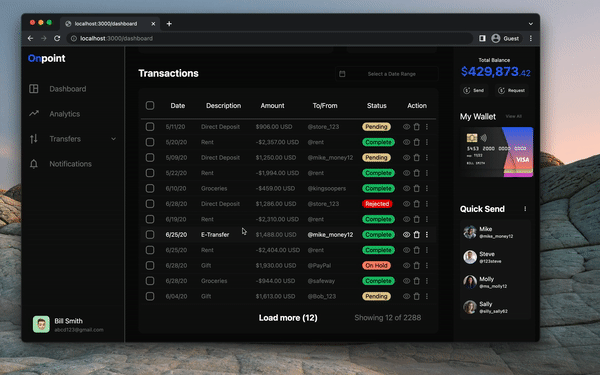 localhost:3000/dashboard
localhost:3000/dashboard
Guest
Onpoint
Dashboard
Analytics
Transfers
Notifications
Bill Smith
abcd123@gmail.com
Transactions
Select a Date Range
Date Description Amount To/From Status Action
5/11/20 Direct Deposit $906.00 USD @store_123 Pending
5/20/20 Rent -$2,357.00 USD @rent Complete
5/09/20 Direct Deposit $1,250.00 USD @mike_money12 Pending
5/22/20 Rent -$1,994.00 USD @rent Complete
6/10/20 Groceries -$459.00 USD @kingsoopers Complete
6/28/20 Direct Deposit $1,286.00 USD @store_123 Rejected
6/19/20 Rent -$2,310.00 USD @rent Complete
6/25/20 E-Transfer $1,488.00 USD @mike_money12 Complete
6/25/20 Rent -$2,404.00 USD @rent Complete
6/28/20 Gift $1,930.00 USD @PayPal On Hold
6/28/20 Groceries -$944.00 USD @safeway Complete
6/04/20 Gift $1,613.00 USD @Bob_123 Pending
Load more (12)
Showing 12 of 2288
Total Balance
$429,873.42
Send
Request
My Wallet
View All
BILL SMITH
VISA
Quick Send
Mike
@mike_money12
Steve
@123steve
Molly
@ms_molly12
Sally
@silly_sally62